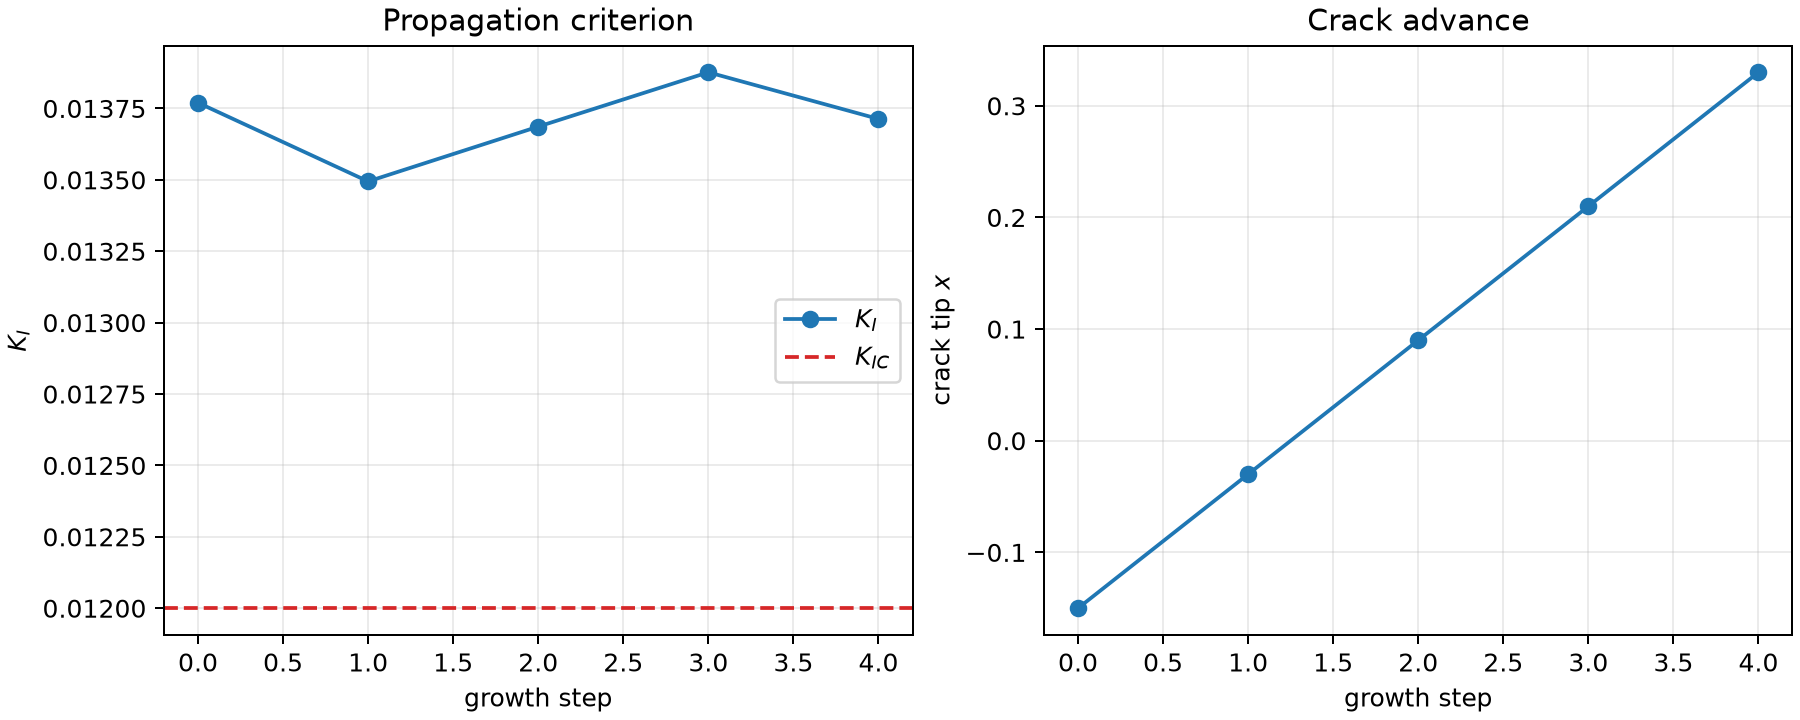 Propagation criterion
0.01375
0.01350
0.01325
0.01300
0.01275
0.01250
0.01225
0.01200
K_I
K_I
K_{IC}
0.0 0.5 1.0 1.5 2.0 2.5 3.0 3.5 4.0
growth step
Crack advance
0.3
0.2
0.1
0.0
−0.1
crack tip x
0.0 0.5 1.0 1.5 2.0 2.5 3.0 3.5 4.0
growth step